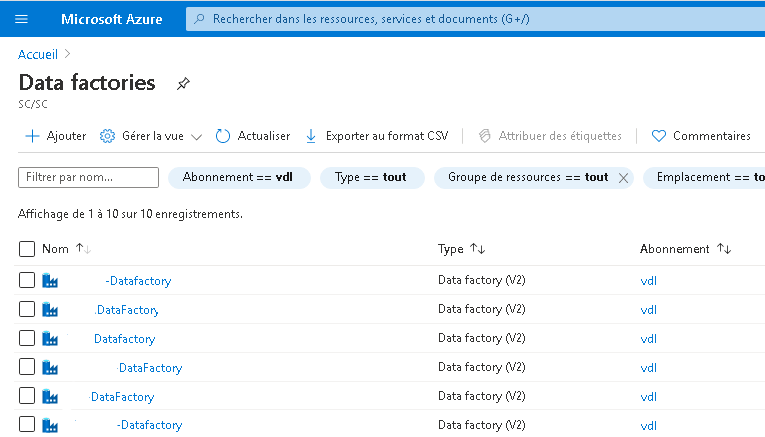 Microsoft Azure
Rechercher dans les ressources, services et documents (G+/)
Accueil
Data factories
SC/SC
Ajouter Gérer la vue Actualiser Exporter au format CSV Attribuer des étiquettes Commentaires
Filtrer par nom... Abonnement == vdl Type == tout Groupe de ressources == tout Emplacement == to
Affichage de 1 à 10 sur 10 enregistrements.
Nom Type Abonnement
-Datafactory Data factory (V2) vdl
.DataFactory Data factory (V2) vdl
Datafactory Data factory (V2) vdl
-DataFactory Data factory (V2) vdl
-DataFactory Data factory (V2) vdl
-Datafactory Data factory (V2) vdl